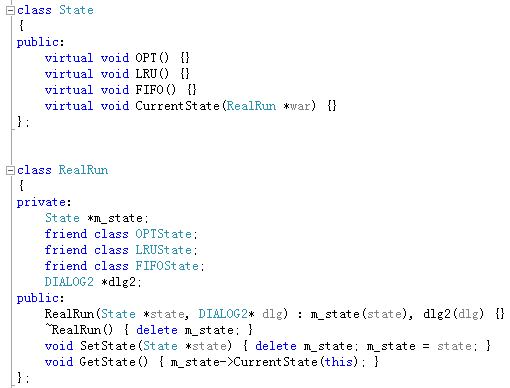 class State
{
public:
    virtual void OPT() {}
    virtual void LRU() {}
    virtual void FIFO() {}
    virtual void CurrentState(RealRun *war) {}
};
class RealRun
{
private:
    State *m_state;
    friend class OPTState;
    friend class LRUState;
    friend class FIFOState;
    DIALOG2 *dlg2;
public:
    RealRun(State *state, DIALOG2* dlg) : m_state(state), dlg2(dlg) {}
    ~RealRun() { delete m_state; }
    void SetState(State *state) { delete m_state; m_state = state; }
    void GetState() { m_state->CurrentState(this); }
};